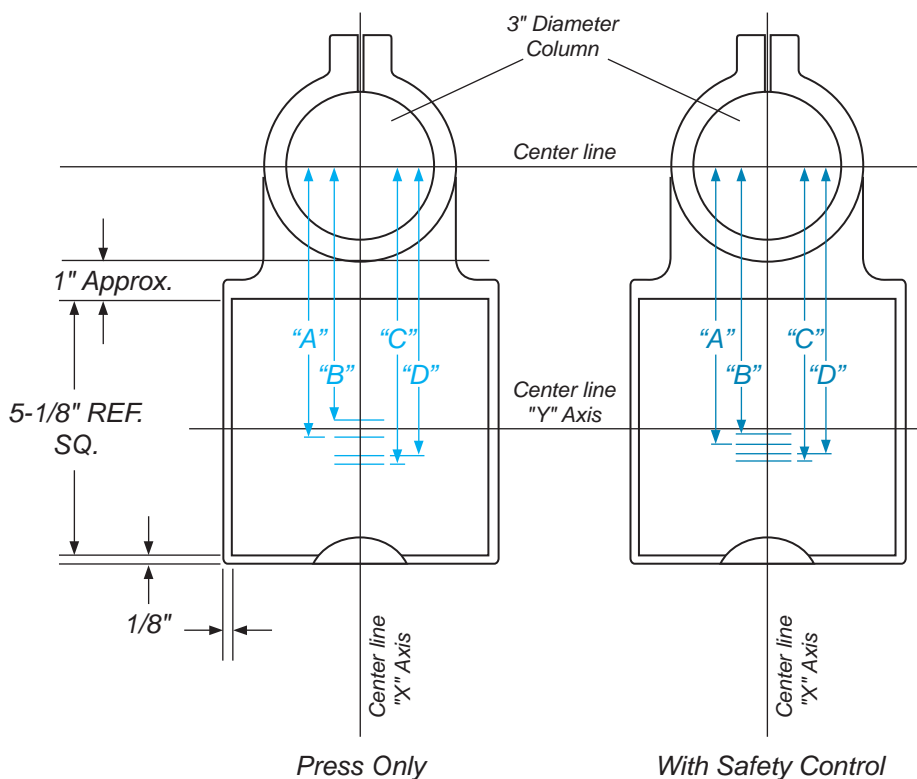 3" Diameter
Column
Center line
1" Approx.
“A”
“B”
“C”
“D”
“A”
“B”
“C”
“D”
5-1/8" REF.
SQ.
Center line
"Y" Axis
1/8"
Center line
"X" Axis
Center line
"X" Axis
Press Only
With Safety Control